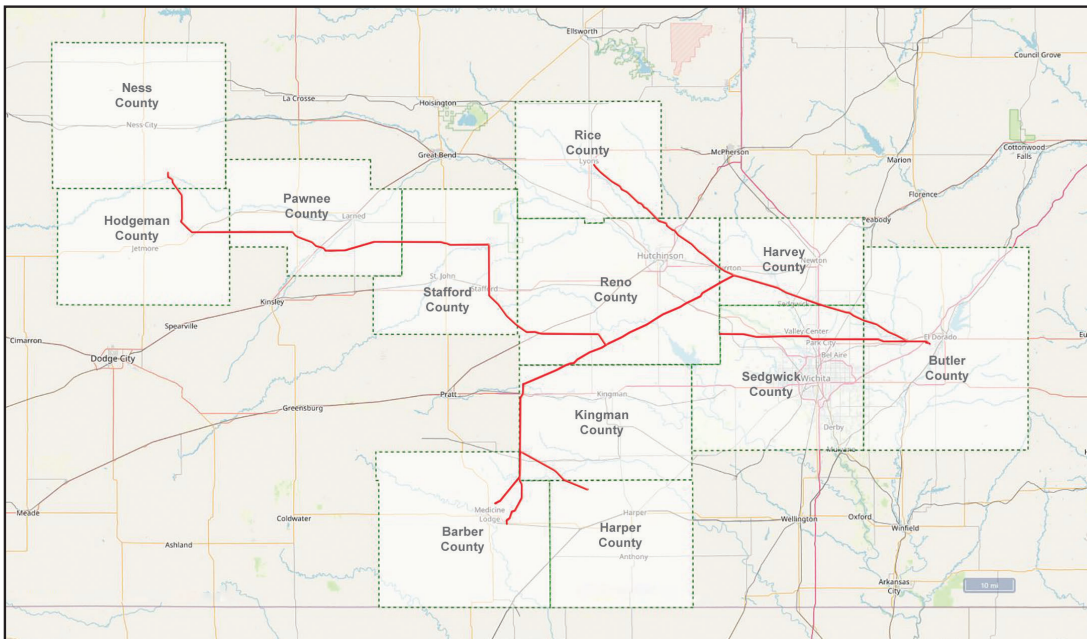 Ellsworth
Council Grove
Ness
County
La Crosse
Hoisington
Ness City
Rice
County
Lyons
Great Bend
McPherson
Marion
Cottonwood
Falls
Florence
Pawnee
County
Larned
Hodgeman
County
Jetmore
Peabody
Hutchinson
Harvey
County
Newton
Burrton
Reno
County
St. John
Stafford
Stafford
County
Kinsley
Sedgwick
Spearville
Cimarron
Dodge City
Valley Center
Park City
Bel Aire
El Dorado
Eu
Butler
County
Sedgwick
County
Wichita
Greensburg
Pratt
Kingman
Kingman
County
Derby
Mulvane
Meade
Coldwater
Medicine
Lodge
Barber
County
Harper
Harper
County
Anthony
Ashland
Wellington
Oxford
Winfield
Arkansas
City
10 mi